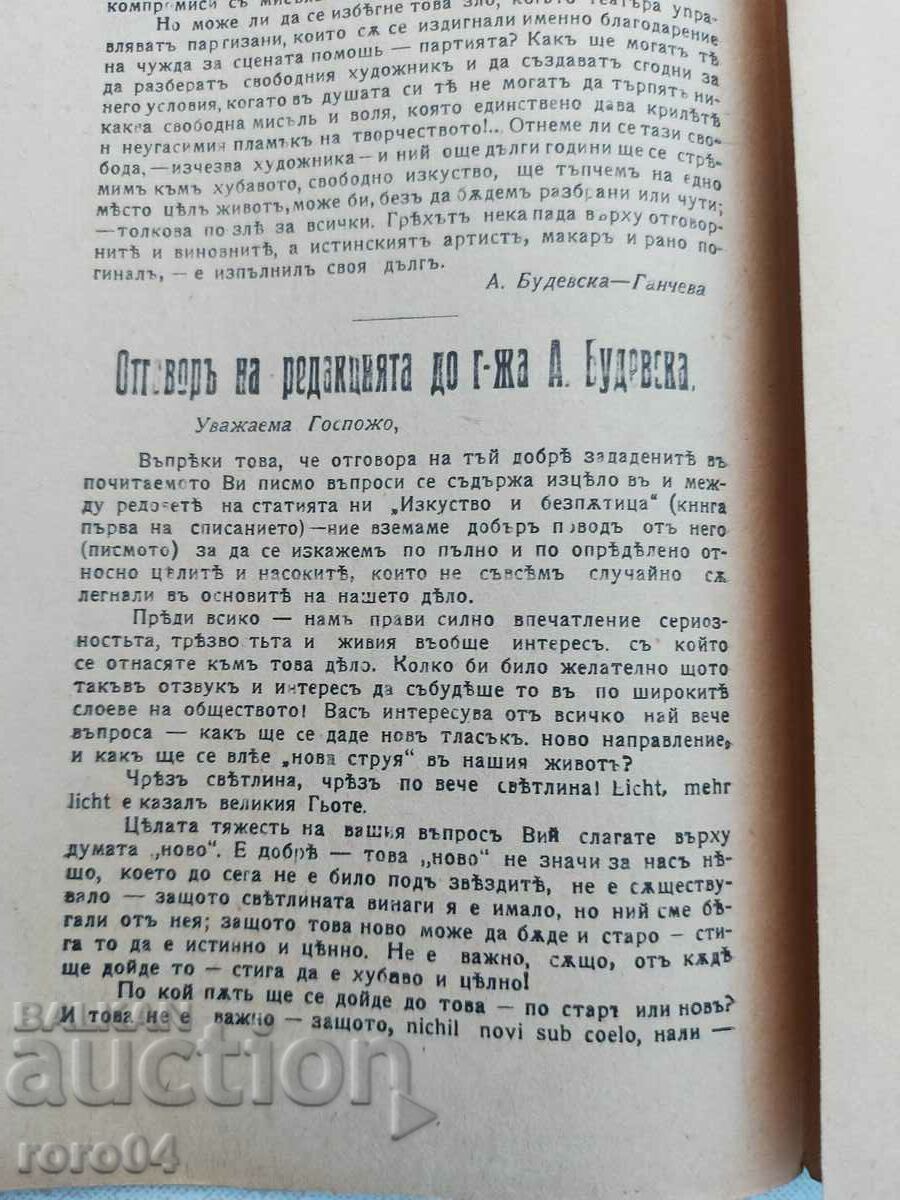 компромиси съ
Но може ли да се избѣгне това зло, когато театъра упра-
вляватъ партизани, които сѫ се издигнали именно благодарение
на чужда за сцената помощь — партията? Какъ ще могатъ тѣ
да разбератъ свободния художникъ и да създаватъ сгодни за
него условия, когато въ душата си тѣ не могатъ да търпятъ ни-
каква свободна мисъль и воля, която единствено дава крилѣтѣ
н неугасимия пламъкъ на творчеството!.. Отнеме ли се тази сво-
бода, — изчезва художника — и ний още дълги години ще се стрѣ-
мимъ къмъ хубавото, свободно изкуство, ще тъпчемъ на едно
мѣсто цѣлъ животъ, може би, безъ да бѫдемъ разбрани или чути;
—толкова по злѣ за всички. Грѣхътъ нека пада върху отговор-
нитѣ и виновнитѣ, а истинскиятъ артистъ, макаръ и рано по-
гиналъ, — е изпълнилъ своя дългъ.
А. Будевска—Ганчева
Отговоръ на редакцията до г-жа А. Будевска.
Уважаема Госпожо,
Въпрѣки това, че отговора на тъй добрѣ зададенитѣ въ
почитаемото Ви писмо въпроси се съдържа изцѣло въ и меж-
ду редоветѣ на статията ни „Изкуство и безпѫтица“ (кннга
първа на списанието)—ние вземаме добъръ поводъ отъ него
(писмото) за да се изкажемъ по пълно и по опрѣдѣлено от-
носно цѣлитѣ и насокитѣ, които не съвсѣмъ случайно сѫ
легнали въ основитѣ на нашето дѣло.
Прѣди всико — намъ прави силно впечатление сериоз-
ностьта, трѣзво тьта и живия въобще интересъ. съ който
се отнасяте къмъ това дѣло. Колко би било желателно щото
такъвъ отзвукъ и интересъ да събудѣше то въ по широкитѣ
слоеве на обществото! Васъ интересува отъ всичко най вече
въпроса — какъ ще се даде новъ тласъкъ. ново направление,
и какъ ще се влѣе „нова струя“ въ нашия животъ?
Чрѣзъ свѣтлина, чрѣзъ по вече свѣтлина! Licht, mehr
licht е казалъ великия Гьоте.
Цѣлата тяжесть на вашия въпросъ Вий слагате върху
думата „ново“. Е добрѣ — това „ново“ не значи за насъ нѣ-
що, което до сега не е било подъ звѣздитѣ, не е сѫществу-
вало — защото свѣтлината винаги я е имало, но ний сме бѣ-
гали отъ нея; защото това ново може да бѫде и старо — сти-
га то да е истинно и цѣнно. Не е важно, сѫщо, отъ кѫдѣ
ще дойде то — стига да е хубаво и цѣлно!
По кой пѫть ще се дойде до това — по старъ или новъ?
И това не е важно — защото, nichil novi sub coelo, нали —
BALKAN
auction
roro04